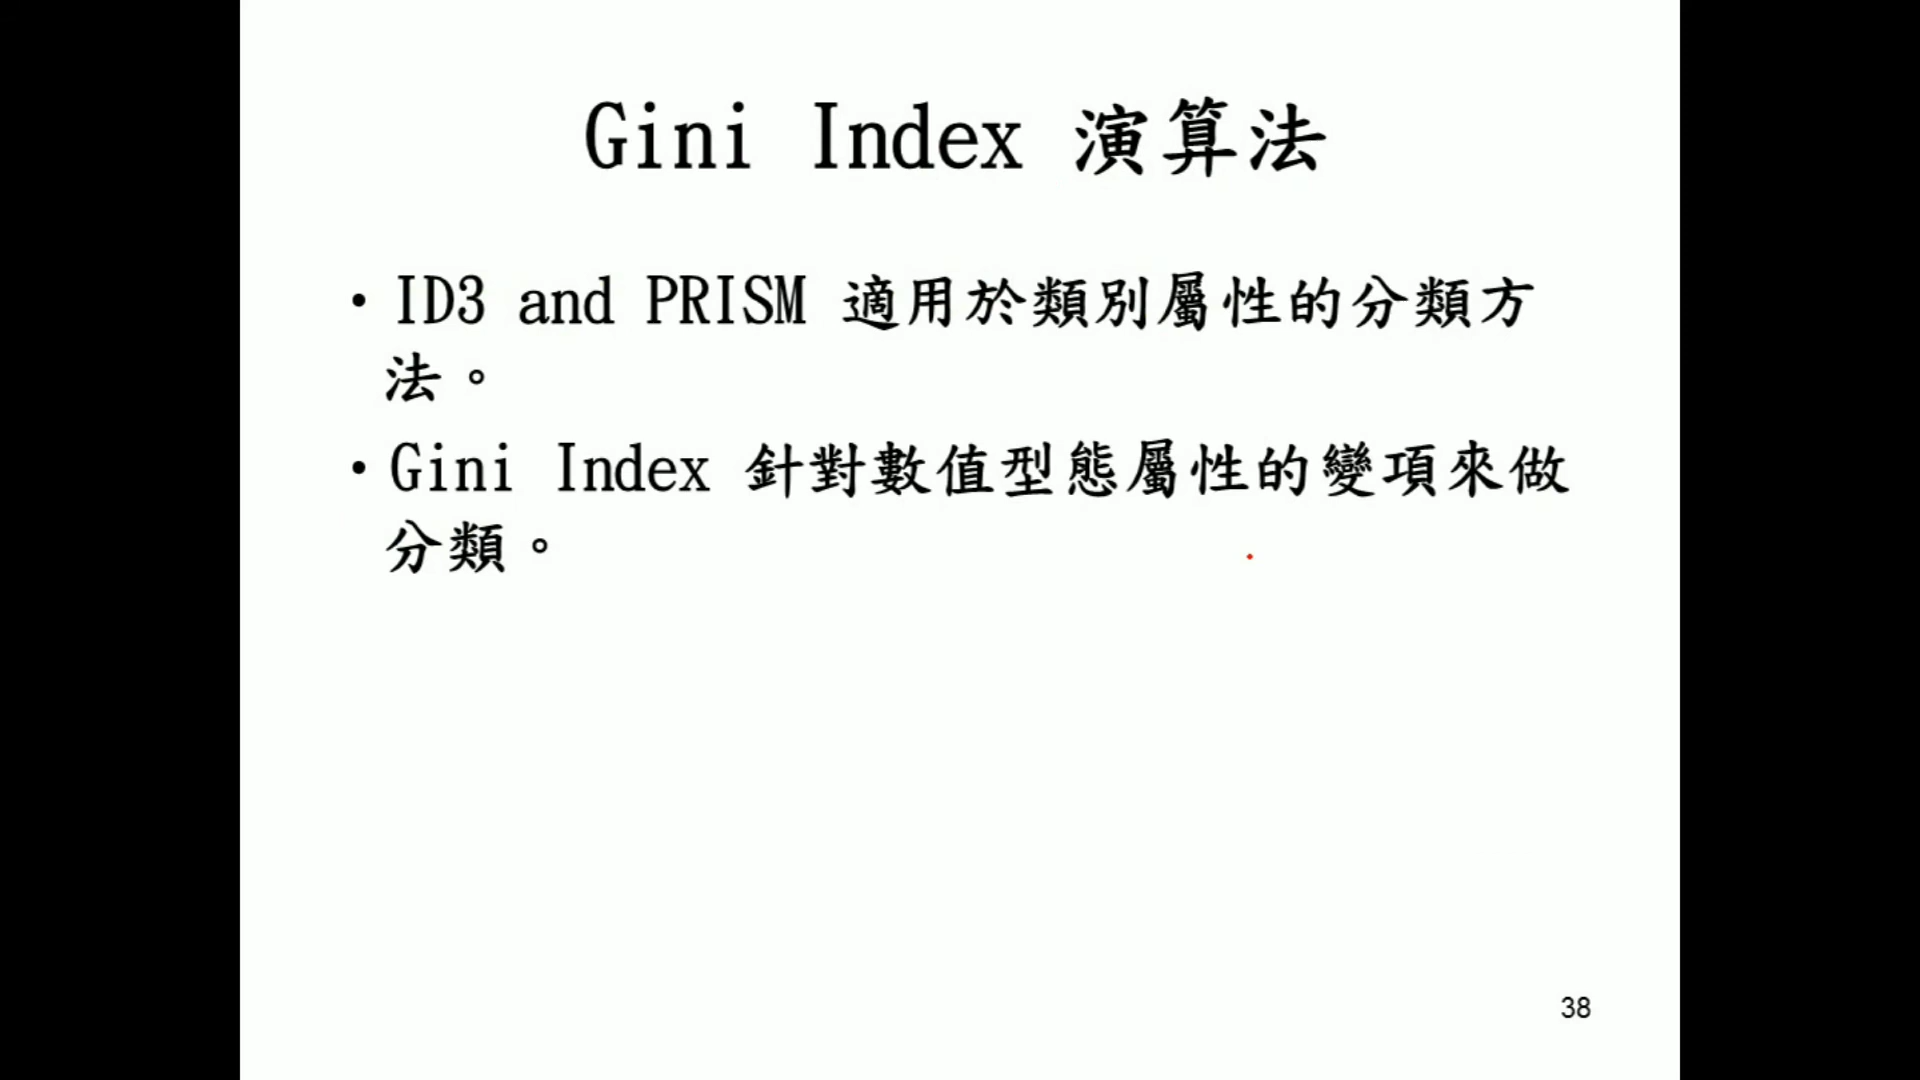 Gini Index 演算法
•ID3 and PRISM 適用於類別屬性的分類方
法。
•Gini Index 針對數值型態屬性的變項來做
分類。
38